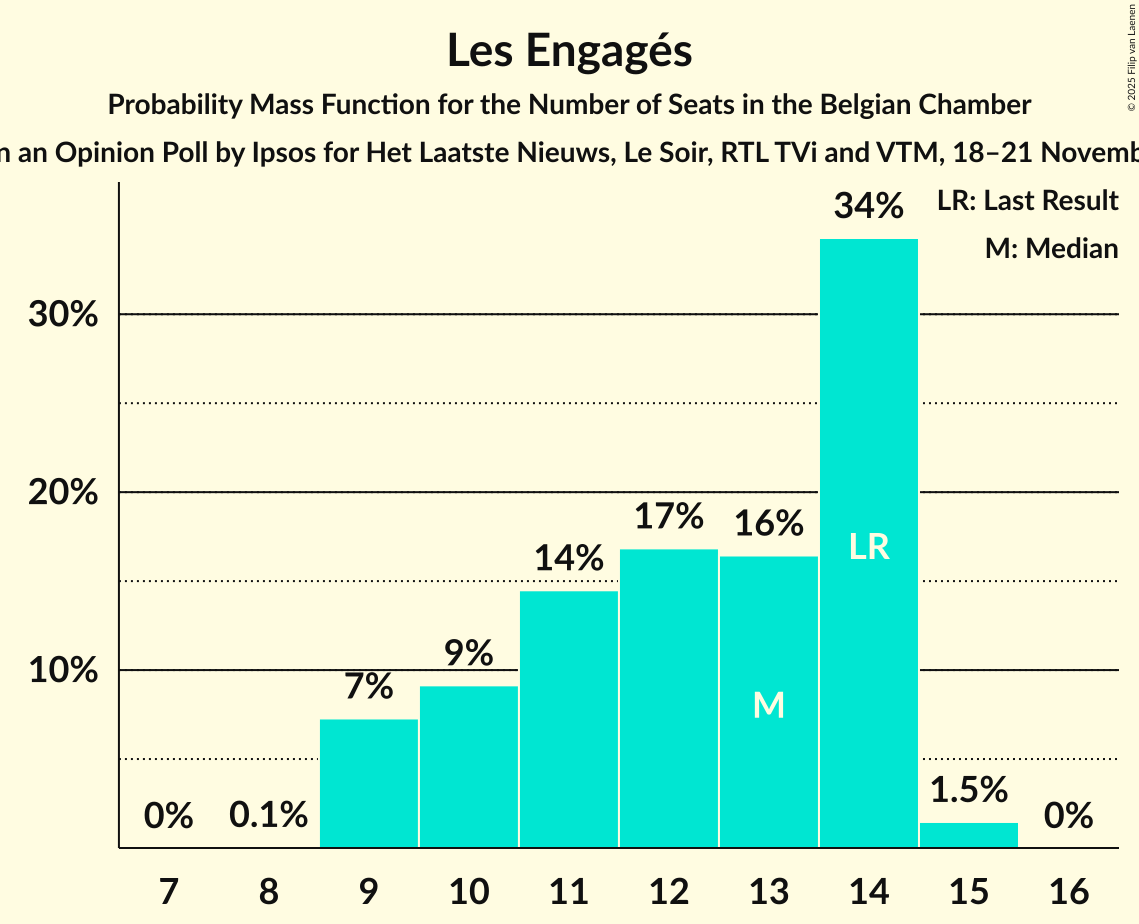 Les Engagés
Probability Mass Function for the Number of Seats in the Belgian Chamber
an Opinion Poll by Ipsos for Het Laatste Nieuws, Le Soir, RTL TVi and VTM, 18–21
© 2025 Filip van Laenen
LR: Last Result
M: Median
30%
20%
10%
0%
0.1%
7%
9%
14%
17%
16%
34%
1.5%
0%
LR
M
7
8
9
10
11
12
13
14
15
16